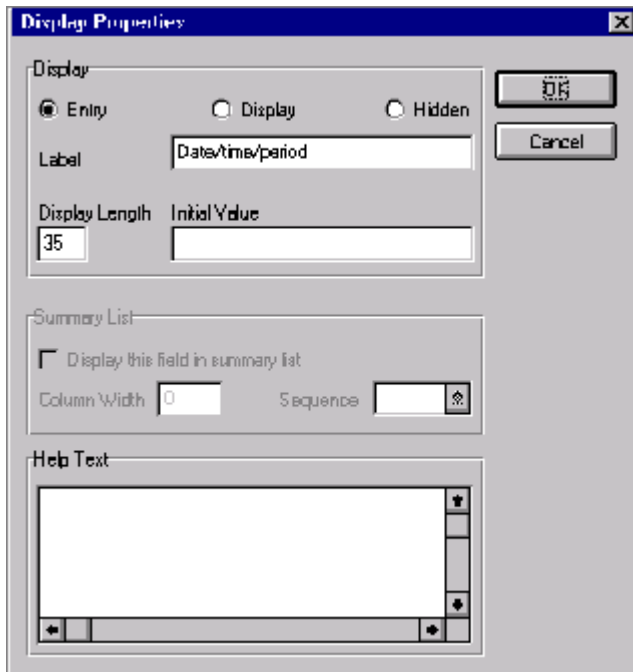 Display Properties
Display
Entry Display Hidden
OK
Cancel
Label Date/time/period
Display Length Initial Value
35
Summary List
Display this field in summary list
Column Width 0 Sequence
Help Text